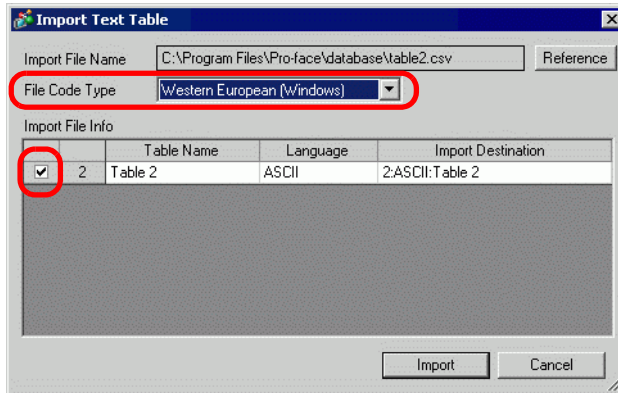 Import Text Table
Import File Name C:\Program Files\Pro-face\database\table2.csv Reference
File Code Type Western European (Windows)
Import File Info
Table Name Language Import Destination
2 Table 2 ASCII 2:ASCII:Table 2
Import Cancel